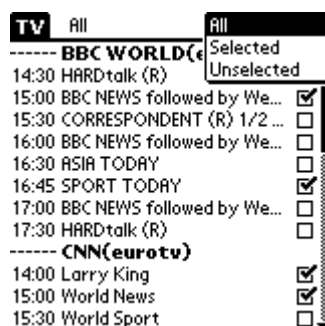 TV All All
Selected
Unselected
------ BBC WORLD(e
14:30 HARDtalk (R)
15:00 BBC NEWS followed by We...
15:30 CORRESPONDENT (R) 1/2 ...
16:00 BBC NEWS followed by We...
16:30 ASIA TODAY
16:45 SPORT TODAY
17:00 BBC NEWS followed by We...
17:30 HARDtalk (R)
------ CNN(eurotv)
14:00 Larry King
15:00 World News
15:30 World Sport